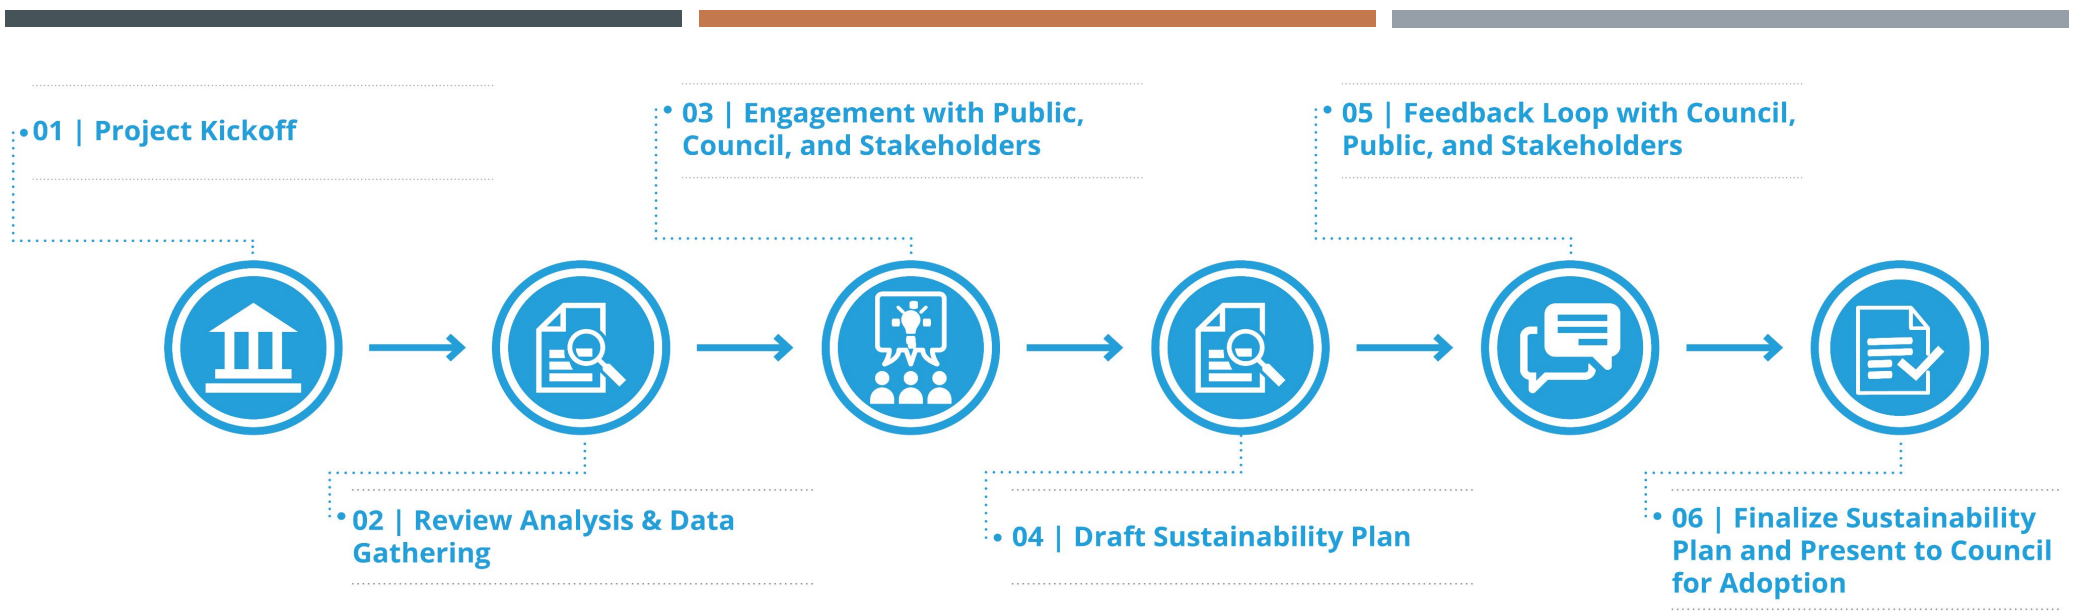 01 | Project Kickoff
02 | Review Analysis & Data
Gathering
03 | Engagement with Public,
Council, and Stakeholders
04 | Draft Sustainability Plan
05 | Feedback Loop with Council,
Public, and Stakeholders
06 | Finalize Sustainability
Plan and Present to Council
for Adoption